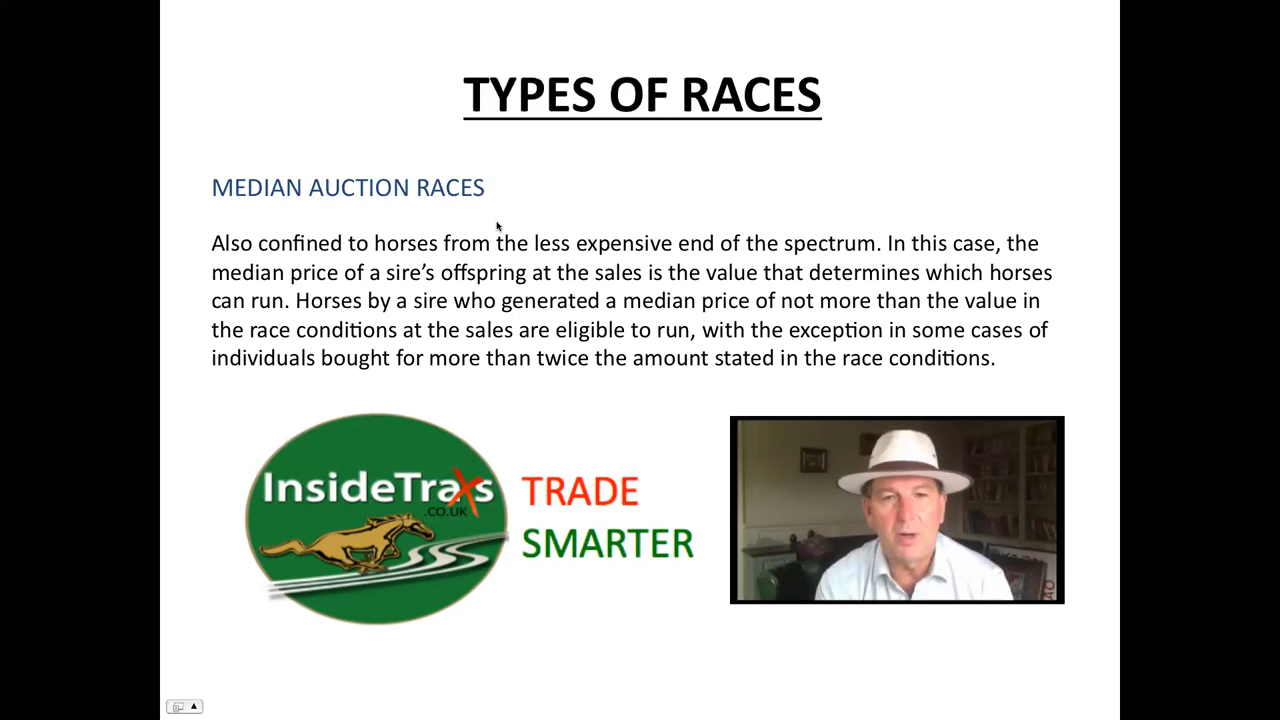 TYPES OF RACES
MEDIAN AUCTION RACES
Also confined to horses from the less expensive end of the spectrum. In this case, the
median price of a sire’s offspring at the sales is the value that determines which horses
can run. Horses by a sire who generated a median price of not more than the value in
the race conditions at the sales are eligible to run, with the exception in some cases of
individuals bought for more than twice the amount stated in the race conditions.
InsideTraxs
.CO.UK
TRADE
SMARTER